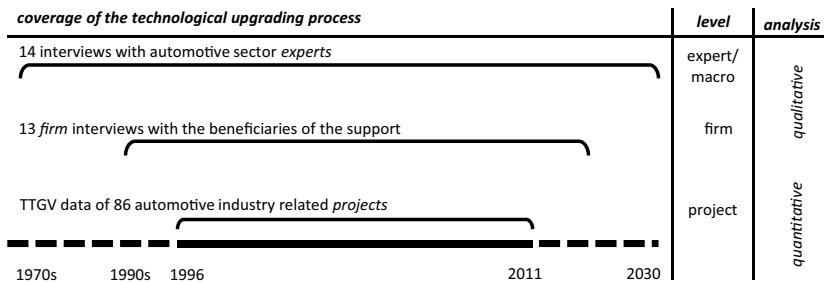 coverage of the technological upgrading process level analysis
14 interviews with automotive sector experts
expert/
macro
qualitative
13 firm interviews with the beneficiaries of the support firm
TTGV data of 86 automotive industry related projects project
quantitative
1970s 1990s 1996 2011 2030